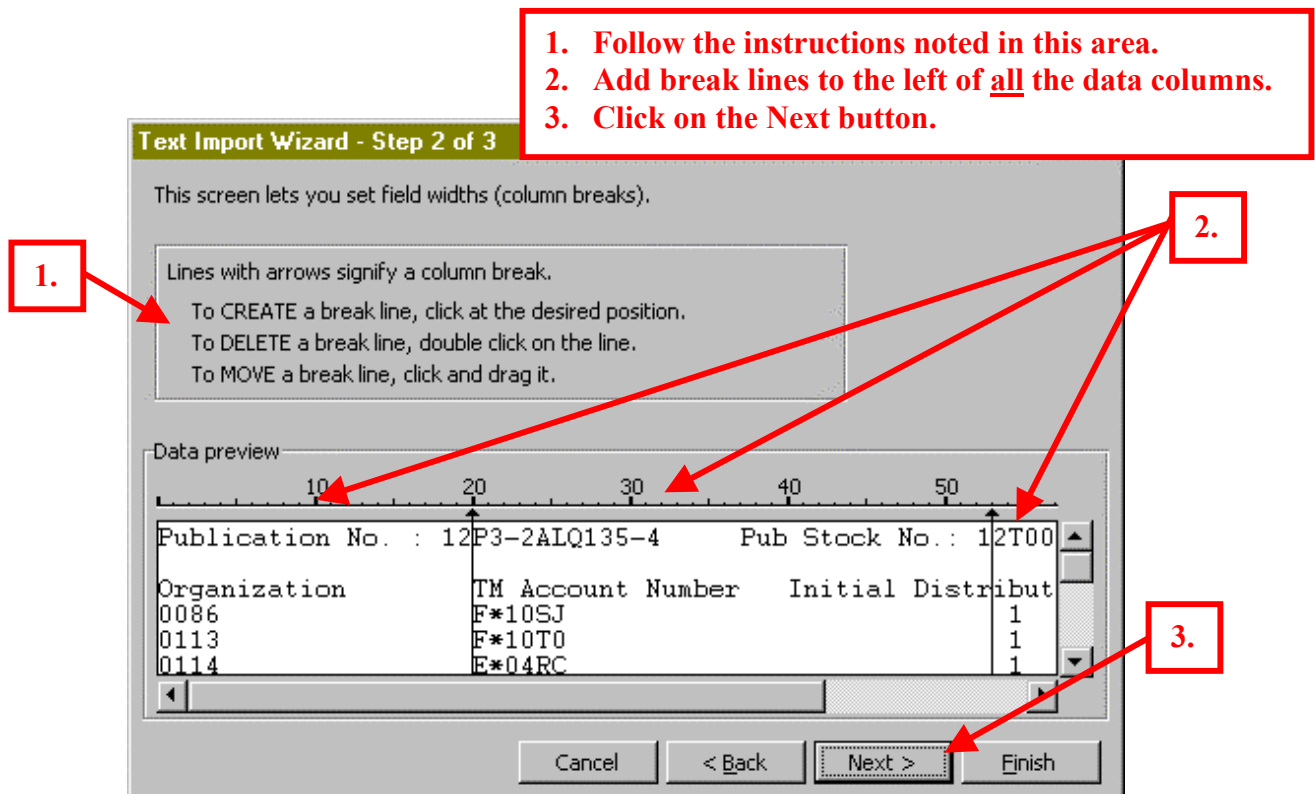 1. Follow the instructions noted in this area.
2. Add break lines to the left of all the data columns.
3. Click on the Next button.
Text Import Wizard - Step 2 of 3
This screen lets you set field widths (column breaks).
2.
1.
Lines with arrows signify a column break.
To CREATE a break line, click at the desired position.
To DELETE a break line, double click on the line.
To MOVE a break line, click and drag it.
Data preview
10 20 30 40 50
Publication No. : 12P3-2ALQ135-4 Pub Stock No.: 12T00
Organization TM Account Number Initial Distribut
0086 F*10SJ 1
0113 F*10T0 1
0114 E*04RC 1
3.
Cancel < Back Next > Finish